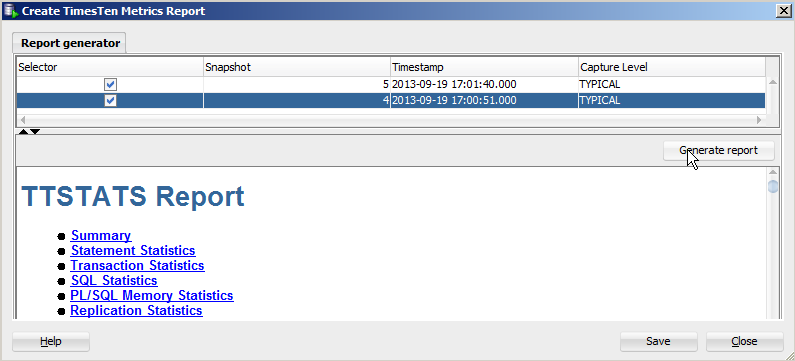 Create TimesTen Metrics Report
Report generator
Selector Snapshot Timestamp Capture Level
5 2013-09-19 17:01:40.000 TYPICAL
4 2013-09-19 17:00:51.000 TYPICAL
Generate report
TTSTATS Report
Summary
Statement Statistics
Transaction Statistics
SQL Statistics
PL/SQL Memory Statistics
Replication Statistics
Help Save Close